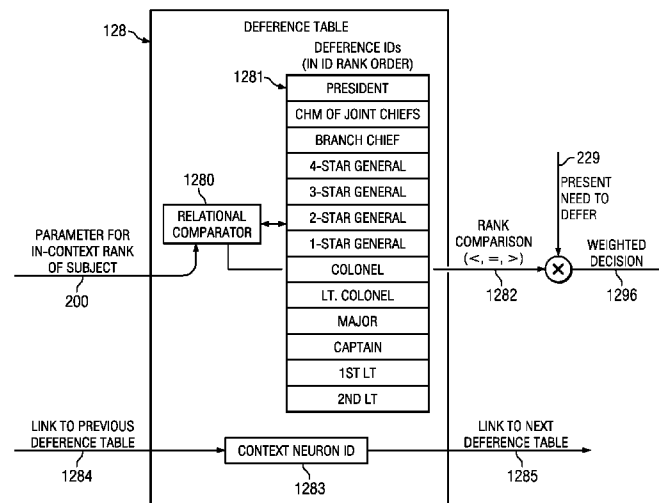 DEFERENCE TABLE
128
DEFERENCE IDs
(IN ID RANK ORDER)
1281
PRESIDENT
CHM OF JOINT CHIEFS
BRANCH CHIEF
4-STAR GENERAL
3-STAR GENERAL
2-STAR GENERAL
1-STAR GENERAL
COLONEL
LT. COLONEL
MAJOR
CAPTAIN
1ST LT
2ND LT
1280
RELATIONAL
COMPARATOR
PARAMETER FOR
IN-CONTEXT RANK
OF SUBJECT
200
229
PRESENT
NEED TO
DEFER
RANK
COMPARISON
(<, =, >)
1282
×
WEIGHTED
DECISION
1296
LINK TO PREVIOUS
DEFERENCE TABLE
1284
CONTEXT NEURON ID
1283
LINK TO NEXT
DEFERENCE TABLE
1285